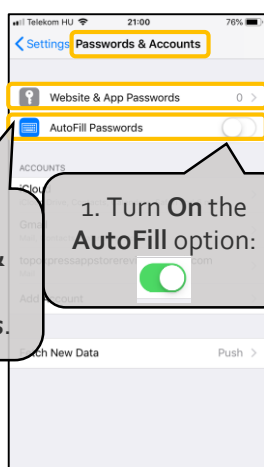 Telekom HU 21:00 76%
Settings Passwords & Accounts
Website & App Passwords 0
AutoFill Passwords
ACCOUNTS
iCloud
1. Turn On the
AutoFill option:
Add Account
&
s.
Fetch New Data Push